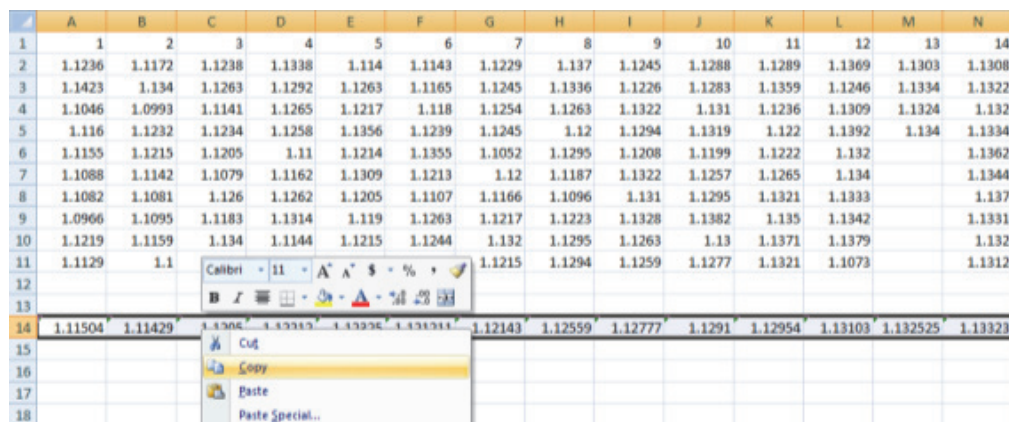 A B C D E F G H I J K L M N
1 1 2 3 4 5 6 7 8 9 10 11 12 13 14
2 1.1236 1.1172 1.1238 1.1338 1.114 1.1143 1.1229 1.137 1.1245 1.1288 1.1289 1.1369 1.1303 1.1308
3 1.1423 1.134 1.1263 1.1292 1.1263 1.1165 1.1245 1.1336 1.1226 1.1283 1.1359 1.1246 1.1334 1.1322
4 1.1046 1.0993 1.1141 1.1265 1.1217 1.118 1.1254 1.1263 1.1322 1.131 1.1236 1.1309 1.1324 1.132
5 1.116 1.1232 1.1234 1.1258 1.1356 1.1239 1.1245 1.12 1.1294 1.1319 1.122 1.1392 1.134 1.1334
6 1.1155 1.1215 1.1205 1.11 1.1214 1.1355 1.1052 1.1295 1.1208 1.1199 1.1222 1.132 1.1362
7 1.1088 1.1142 1.1079 1.1162 1.1309 1.1213 1.12 1.1187 1.1322 1.1257 1.1265 1.134 1.1344
8 1.1082 1.1081 1.126 1.1262 1.1205 1.1107 1.1166 1.1096 1.131 1.1295 1.1321 1.1333 1.137
9 1.0966 1.1095 1.1183 1.1314 1.119 1.1263 1.1217 1.1223 1.1328 1.1382 1.135 1.1342 1.1331
10 1.1219 1.1159 1.134 1.1144 1.1215 1.1244 1.132 1.1295 1.1263 1.13 1.1371 1.1379 1.132
11 1.1129 1.1 1.1215 1.1294 1.1259 1.1277 1.1321 1.1073 1.1312
Calibri 11 A A $ % ,
12
B I A .00 .00
13
14 1.11504 1.11429 1.1205 1.12212 1.12325 1.121211 1.12143 1.12559 1.12777 1.1291 1.12954 1.13103 1.132525 1.13323
15 Cut
16 Copy
17 Paste
18 Paste Special...